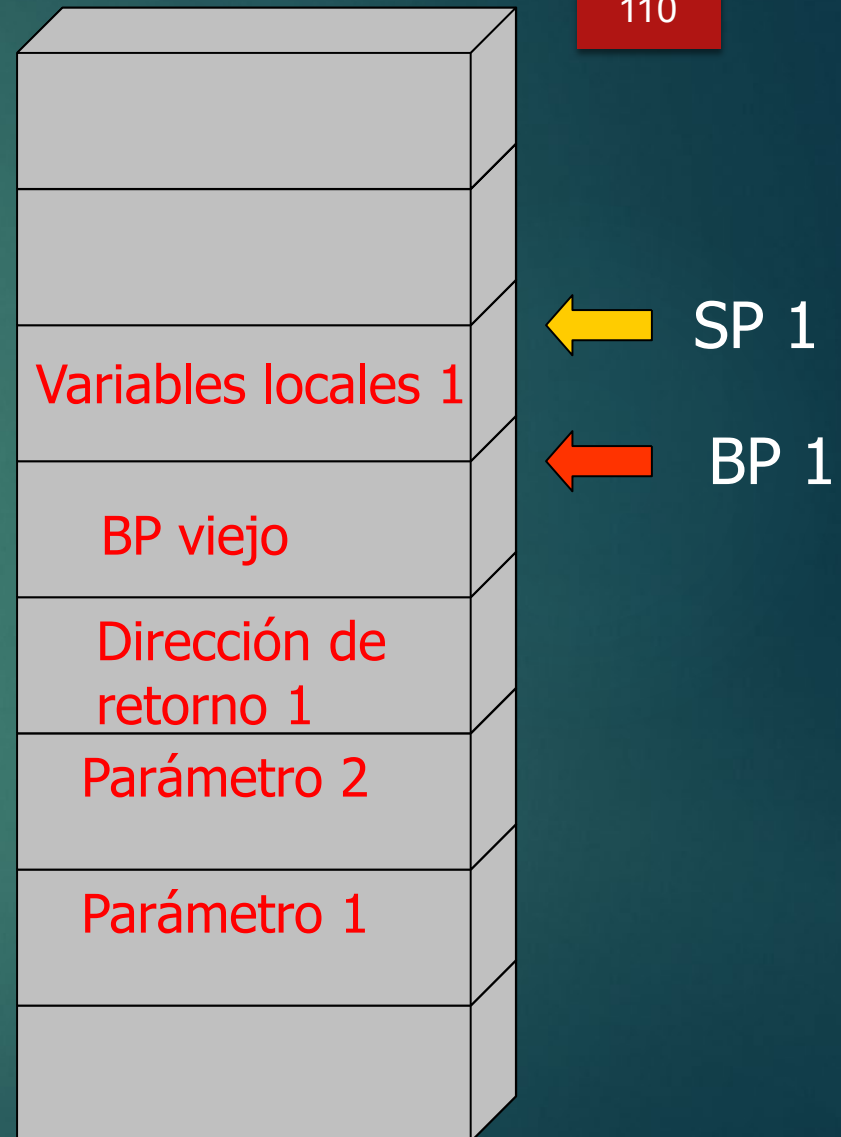 110
SP 1
Variables locales 1
BP 1
BP viejo
Dirección de
retorno 1
Parámetro 2
Parámetro 1